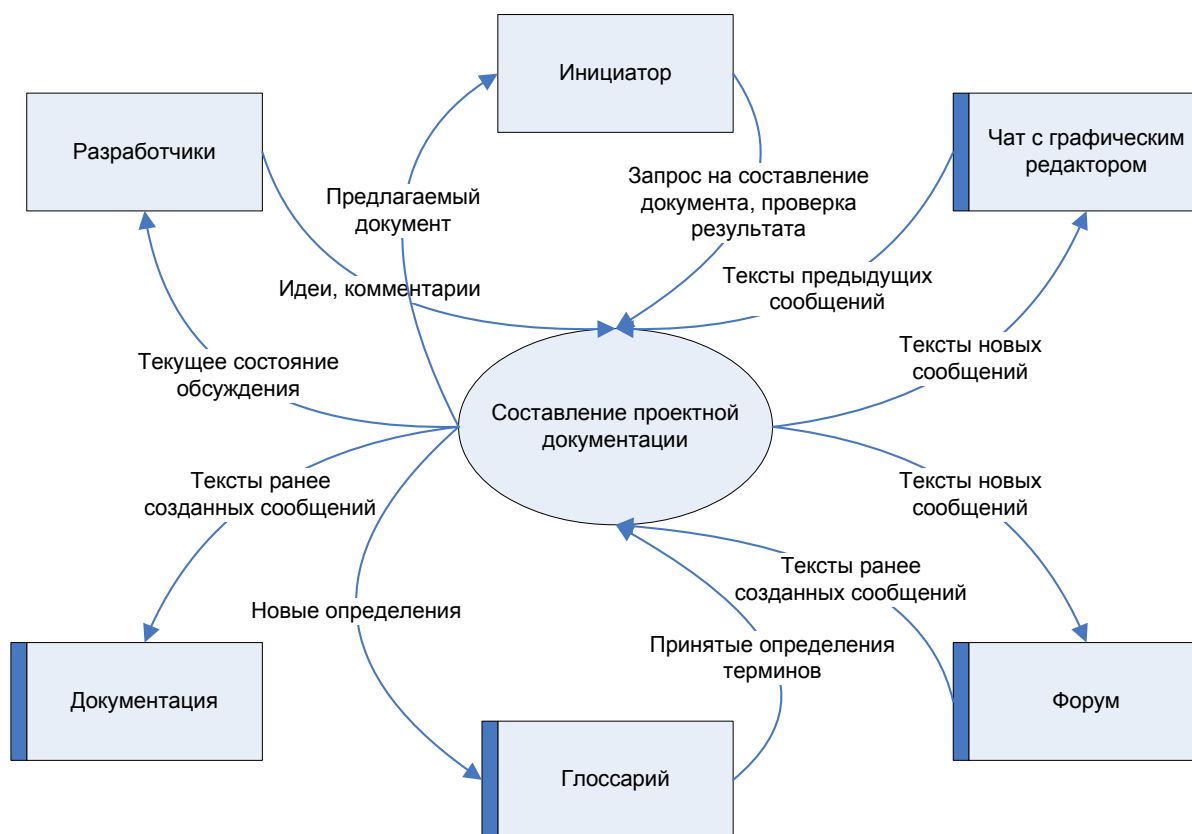 Инициатор
Разработчики
Чат с графическим
редактором
Предлагаемый
документ
Запрос на составление
документа, проверка
результата
Идеи, комментарии
Тексты предыдущих
сообщений
Текущее состояние
обсуждения
Тексты новых
сообщений
Составление проектной
документации
Тексты ранее
созданных сообщений
Тексты новых
сообщений
Тексты ранее
созданных сообщений
Новые определения
Принятые определения
терминов
Документация
Форум
Глоссарий